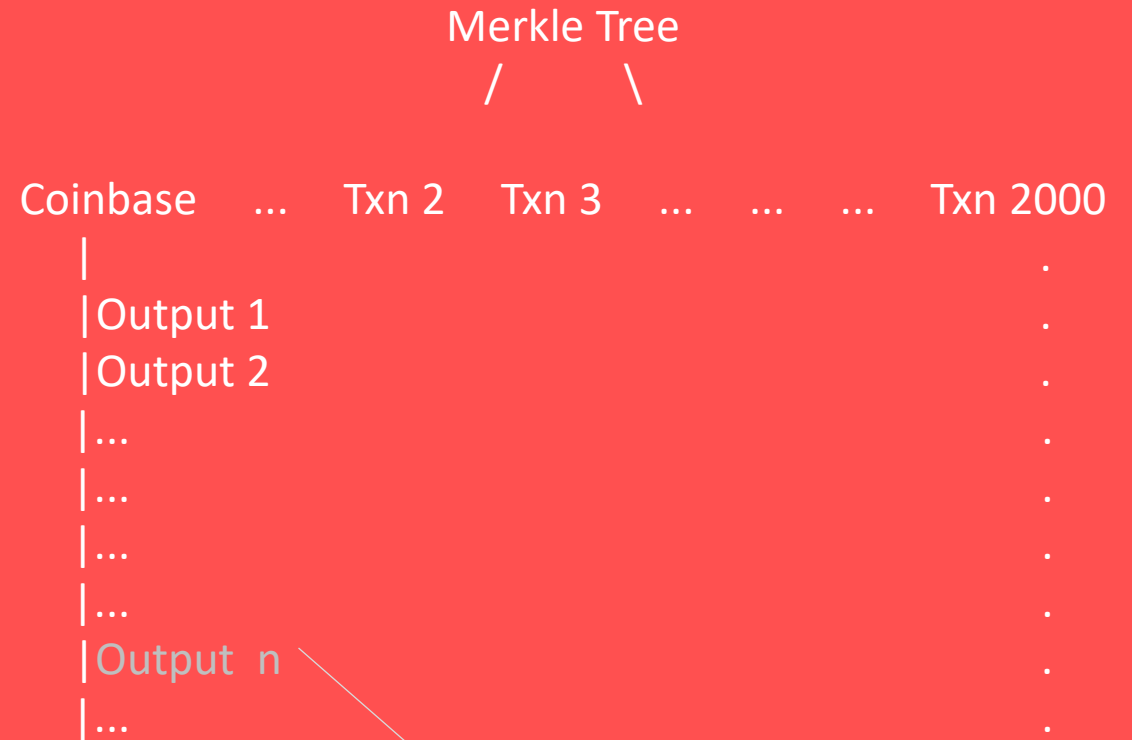 Merkle Tree
/ \
Coinbase ... Txn 2 Txn 3 ... ... ... Txn 2000
| .
|Output 1 .
|Output 2 .
|... .
|... .
|... .
|... .
|Output n .
|... .